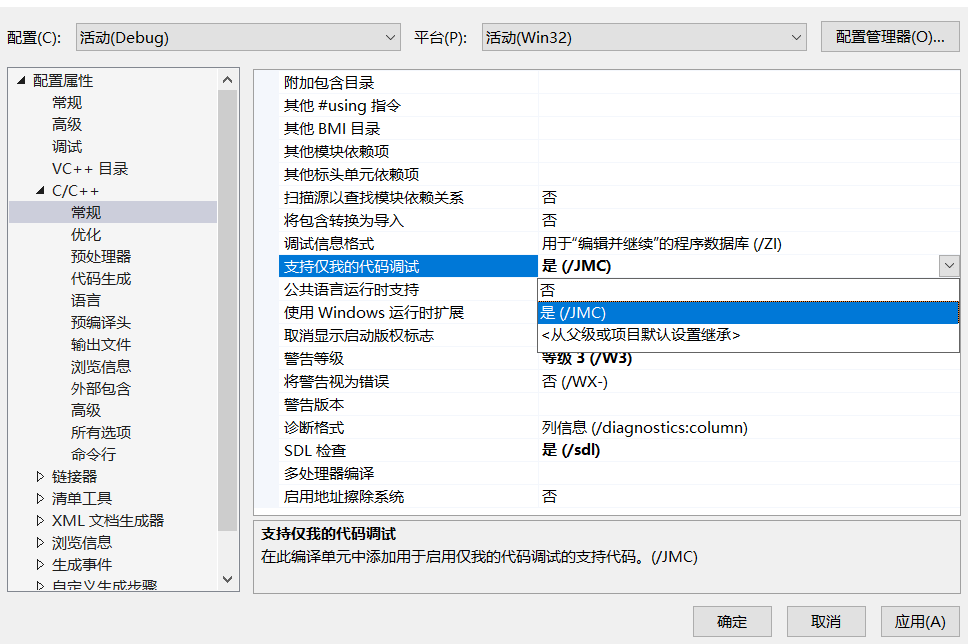 配置(C): 活动(Debug) 平台(P): 活动(Win32) 配置管理器(O)...
配置属性
常规
高级
调试
VC++ 目录
C/C++
常规
优化
预处理器
代码生成
语言
预编译头
输出文件
浏览信息
外部包含
高级
所有选项
命令行
链接器
清单工具
XML 文档生成器
浏览信息
生成事件
自定义生成步骤
附加包含目录
其他 #using 指令
其他 BMI 目录
其他模块依赖项
其他标头单元依赖项
扫描源以查找模块依赖关系 否
将包含转换为导入 否
调试信息格式 用于“编辑并继续”的程序数据库 (/ZI)
支持仅我的代码调试 是 (/JMC)
公共语言运行时支持 否
使用 Windows 运行时扩展 是 (/JMC)
取消显示启动版权标志 <从父级或项目默认设置继承>
警告等级 等级 3 (/W3)
将警告视为错误 否 (/WX-)
警告版本
诊断格式 列信息 (/diagnostics:column)
SDL 检查 是 (/sdl)
多处理器编译
启用地址擦除系统 否
支持仅我的代码调试
在此编译单元中添加用于启用仅我的代码调试的支持代码。(/JMC)
确定 取消 应用(A)